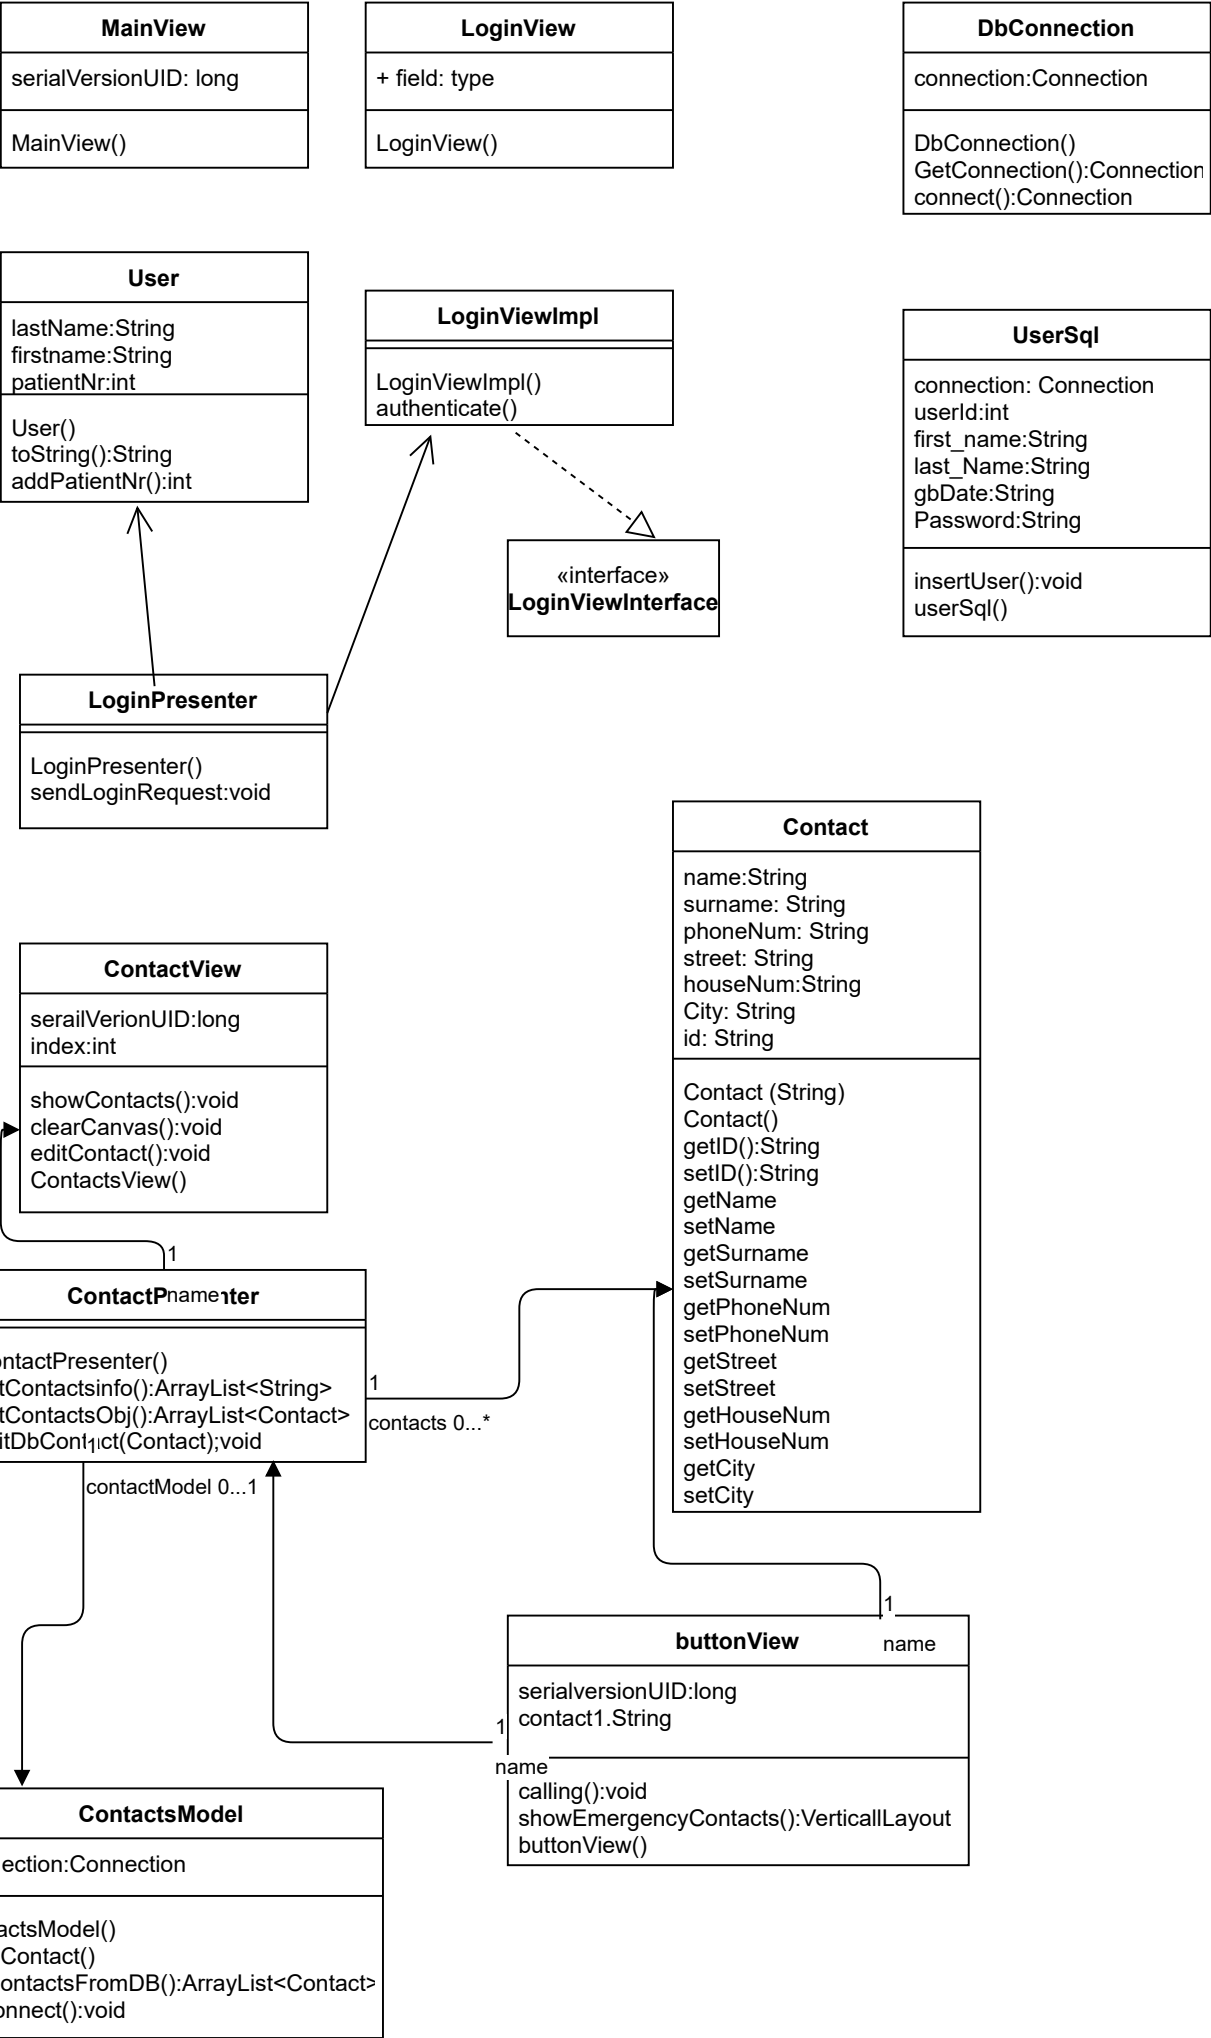 MainView
serialVersionUID: long
MainView()
LoginView
+ field: type
LoginView()
DbConnection
connection:Connection
DbConnection()
GetConnection():Connection
connect():Connection
User
lastName:String
firstname:String
patientNr:int
User()
toString():String
addPatientNr():int
LoginViewImpl
LoginViewImpl()
authenticate()
«interface»
LoginViewInterface
UserSql
connection: Connection
userId:int
first_name:String
last_Name:String
gbDate:String
Password:String
insertUser():void
userSql()
LoginPresenter
LoginPresenter()
sendLoginRequest:void
Contact
name:String
surname: String
phoneNum: String
street: String
houseNum:String
City: String
id: String
Contact (String)
Contact()
getID():String
setID():String
getName
setName
getSurname
setSurname
getPhoneNum
setPhoneNum
getStreet
setStreet
getHouseNum
setHouseNum
getCity
setCity
ContactView
serailVerionUID:long
index:int
showContacts():void
clearCanvas():void
editContact():void
ContactsView()
1
name
ontactPresenter()
tContactsinfo():ArrayList<String>
tContactsObj():ArrayList<Contact>
1
1
contacts 0...*
contactModel 0...1
buttonView
1
name
serialversionUID:long
contact1.String
1
name
calling():void
showEmergencyContacts():VerticallLayout
buttonView()
ContactsModel
ection:Connection
actsModel()
Contact()
ontactsFromDB():ArrayList<Contact>
onnect():void